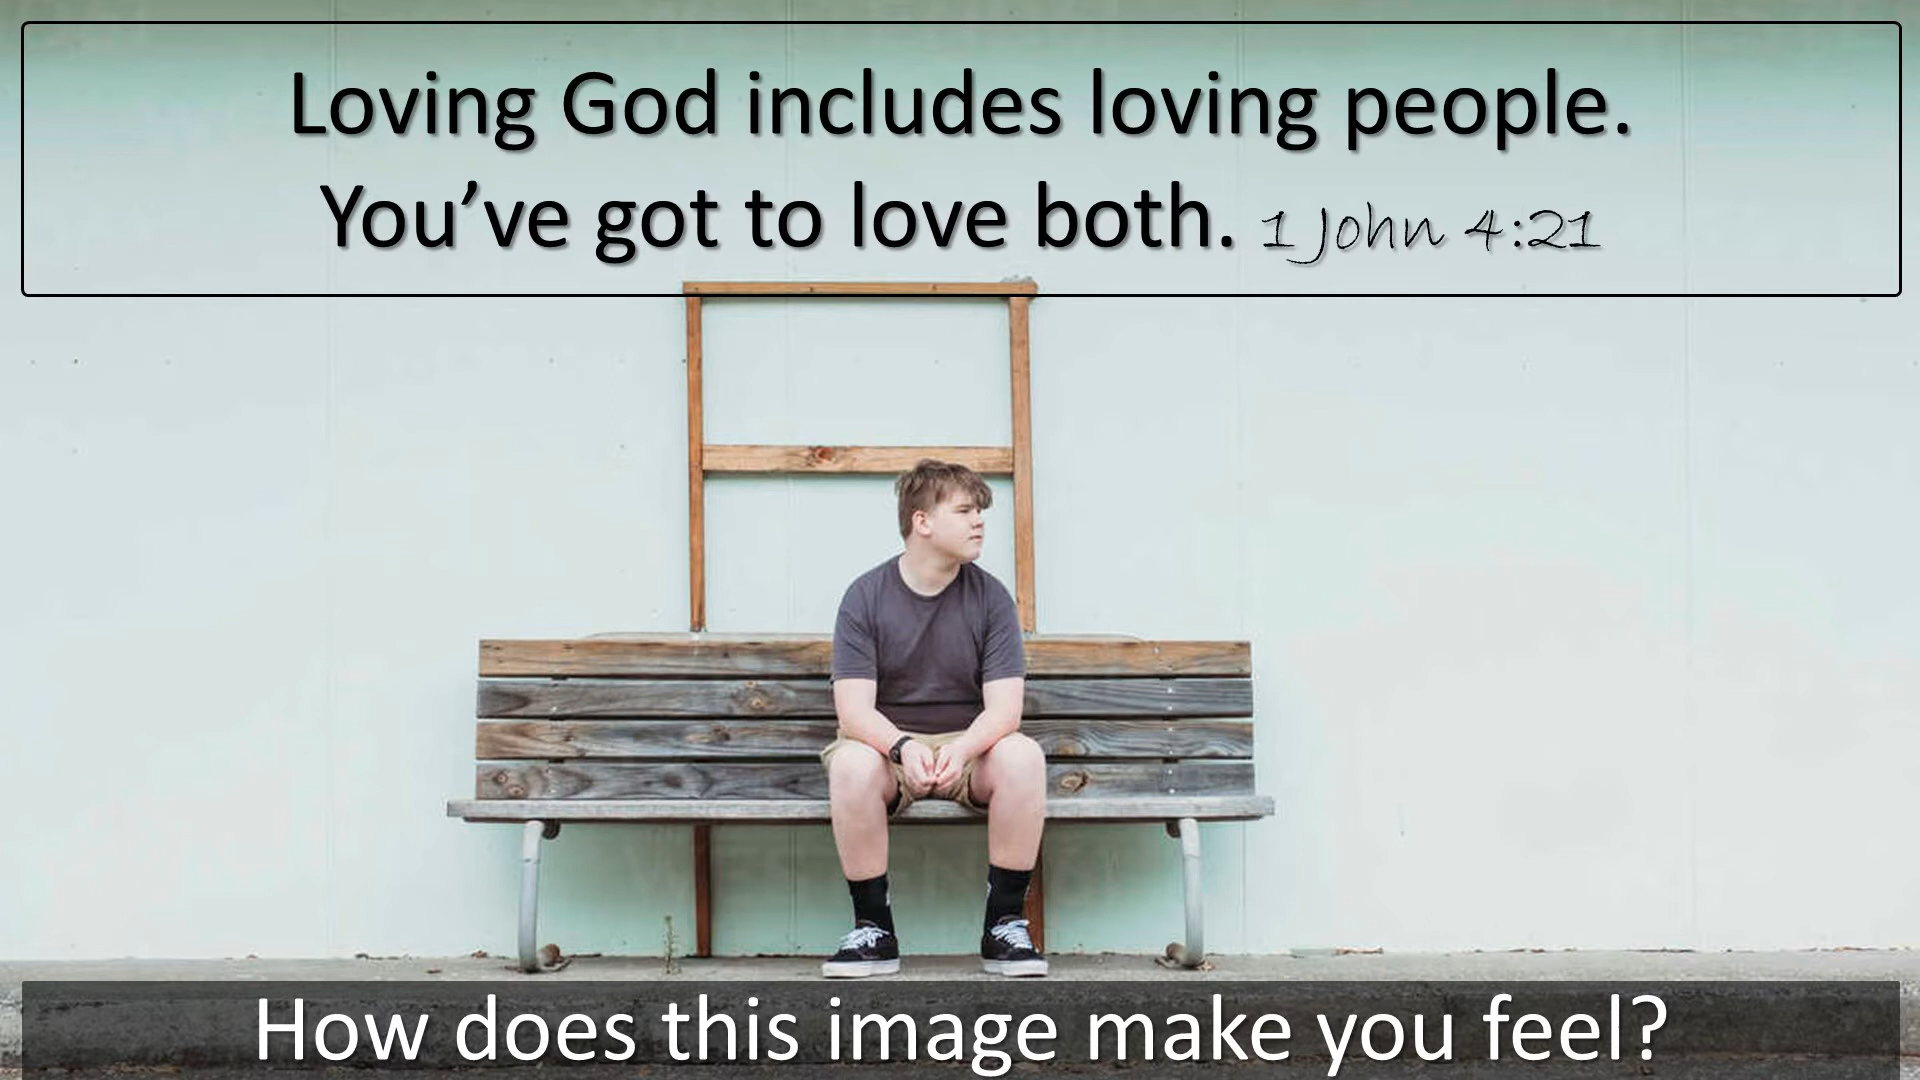 Loving God includes loving people.
You’ve got to love both. 1 John 4:21
How does this image make you feel?